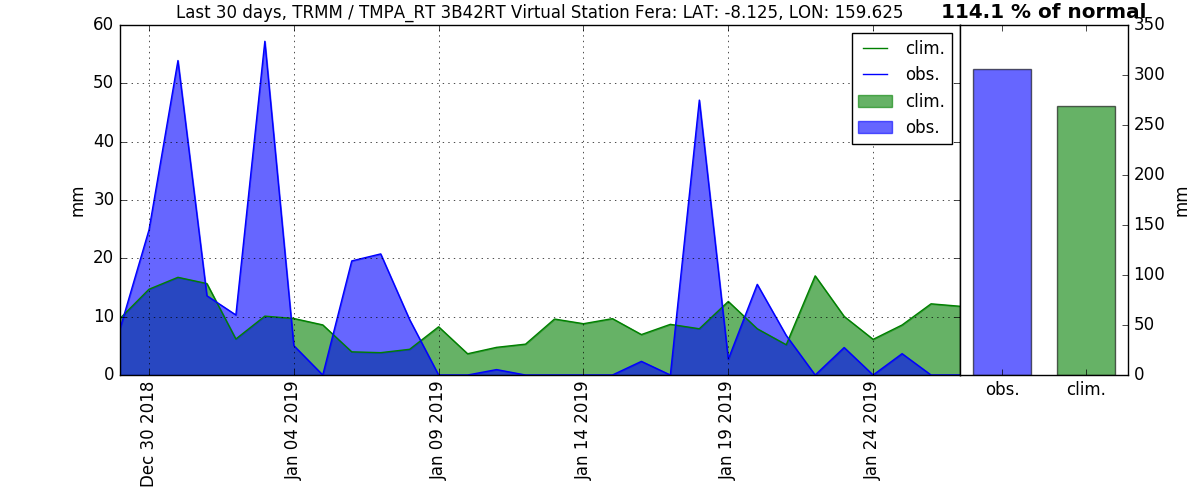 Last 30 days, TRMM / TMPA_RT 3B42RT Virtual Station Fera: LAT: -8.125, LON: 159.625
114.1 % of normal
60
50
40
30
20
10
0
mm
clim.
obs.
clim.
obs.
350
300
250
200
150
100
50
0
mm
obs.
clim.
Dec 30 2018
Jan 04 2019
Jan 09 2019
Jan 14 2019
Jan 19 2019
Jan 24 2019